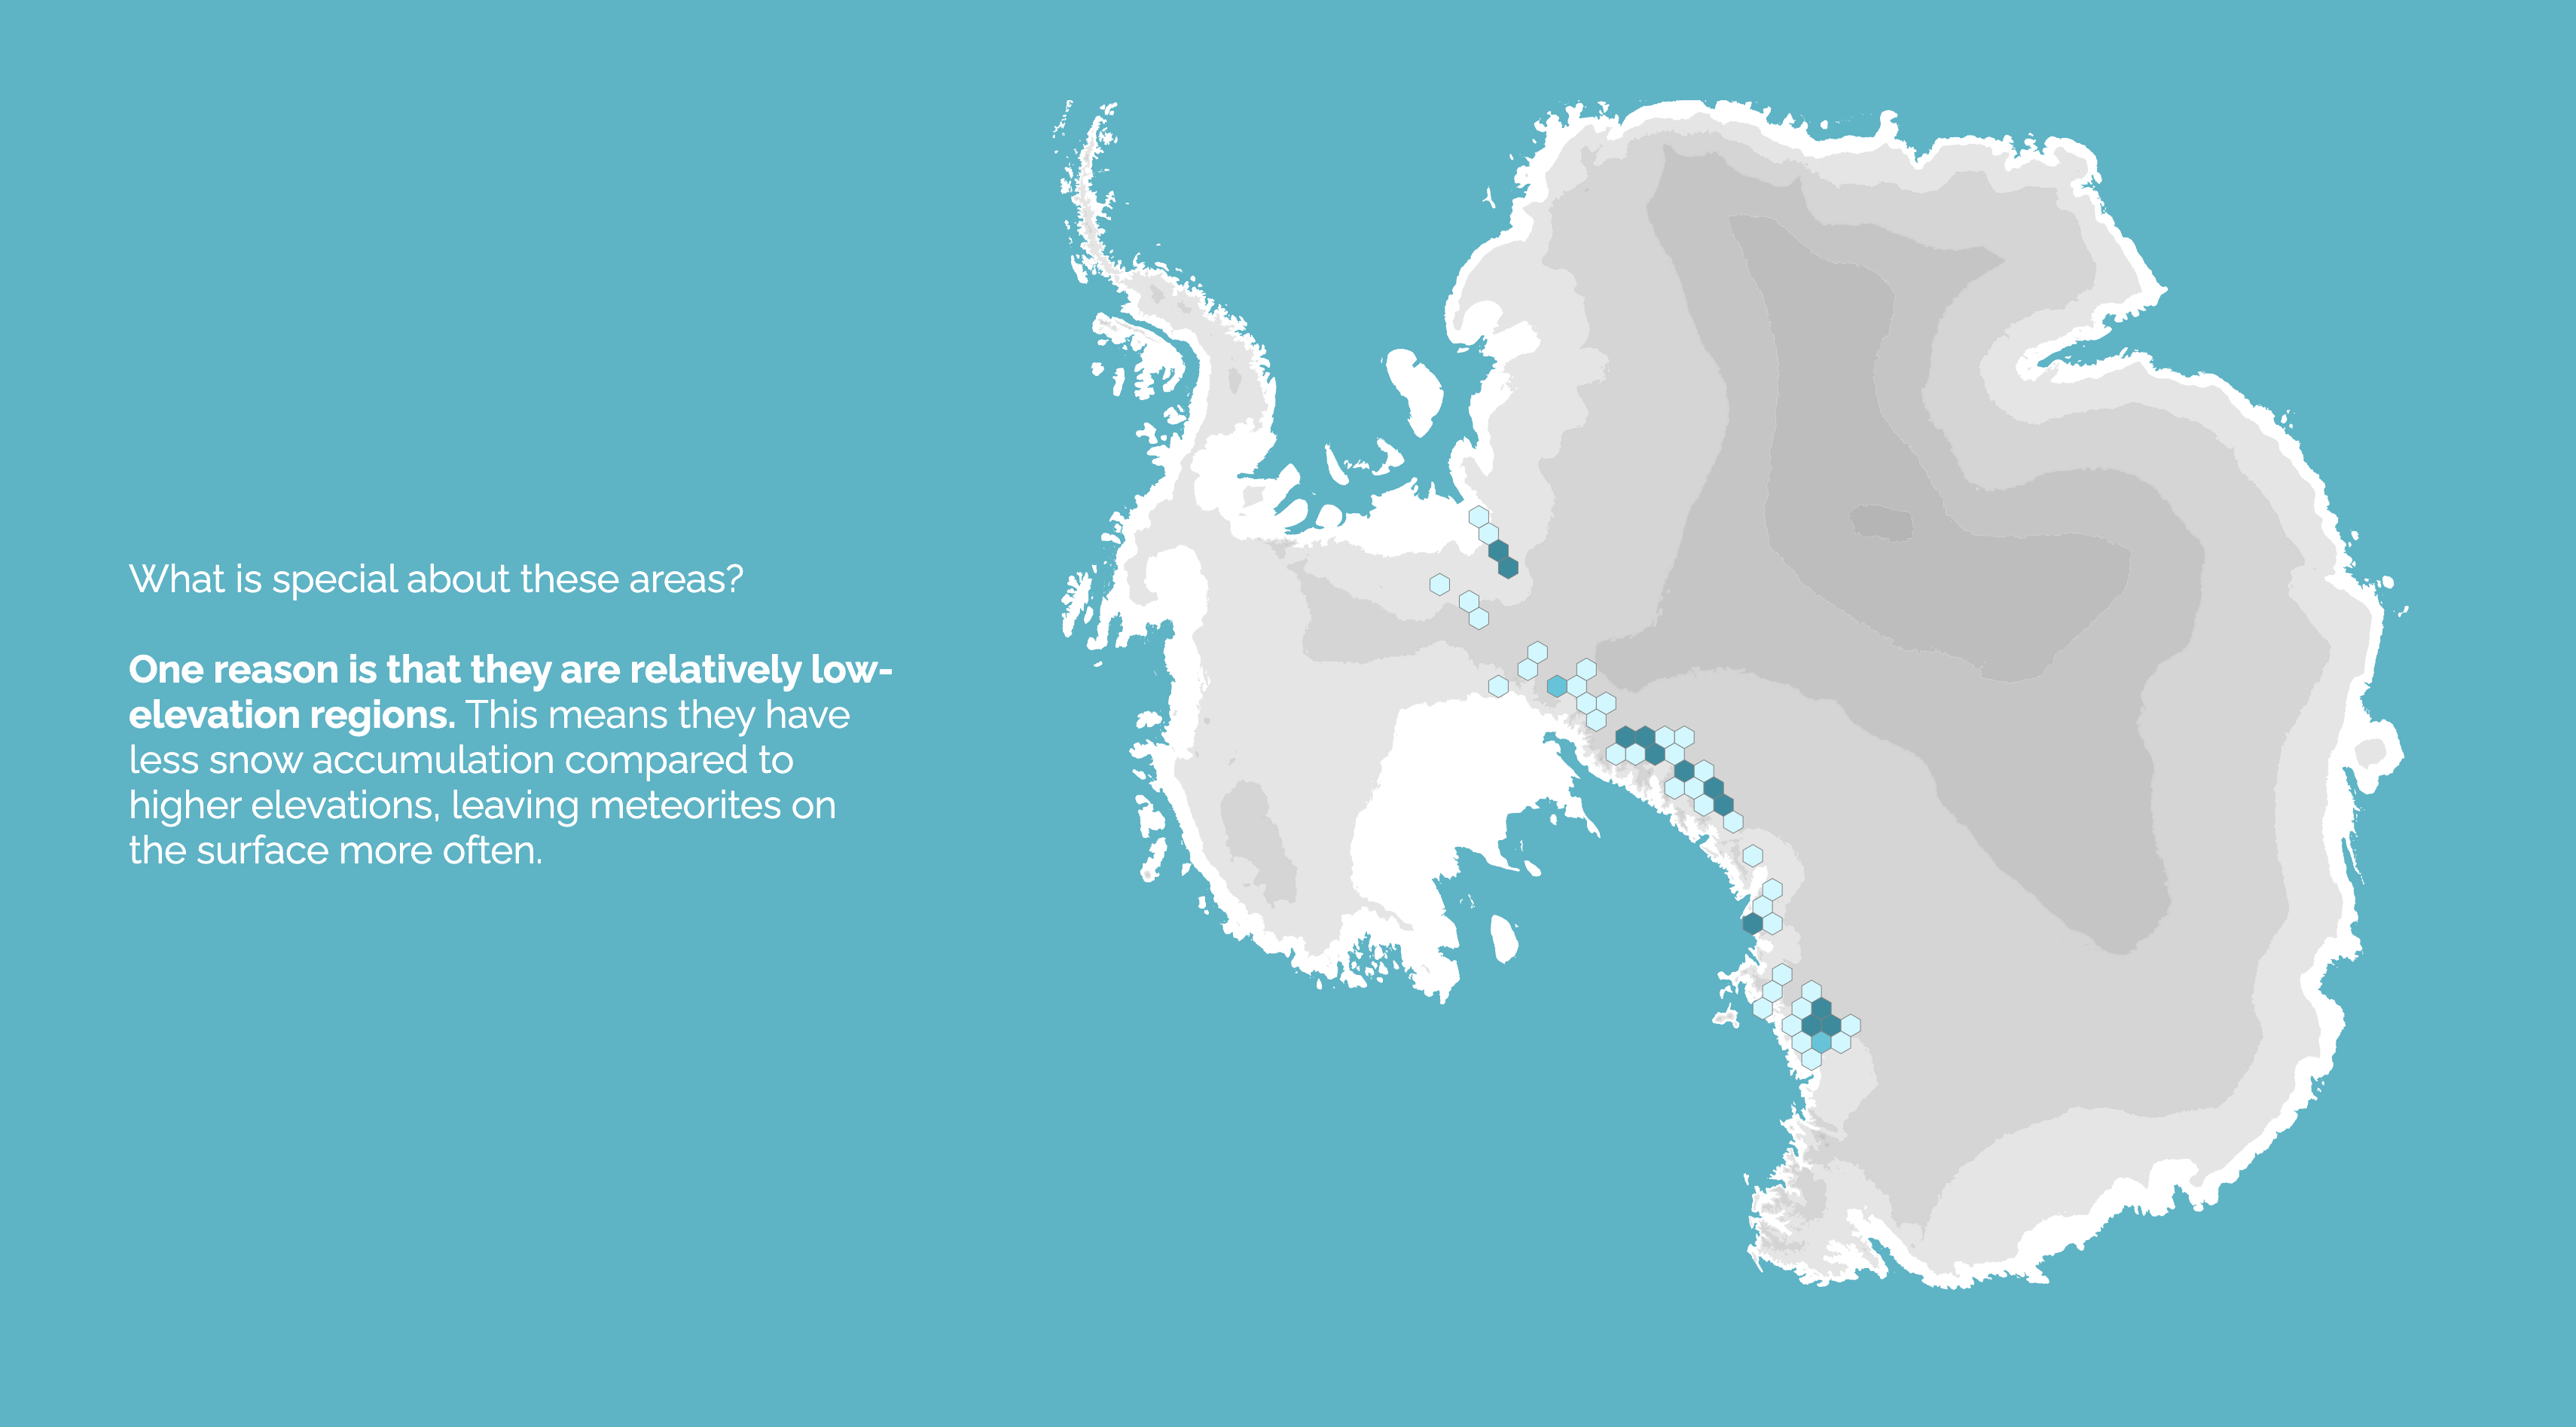 What is special about these areas?
One reason is that they are relatively low-
elevation regions. This means they have
less snow accumulation compared to
higher elevations, leaving meteorites on
the surface more often.